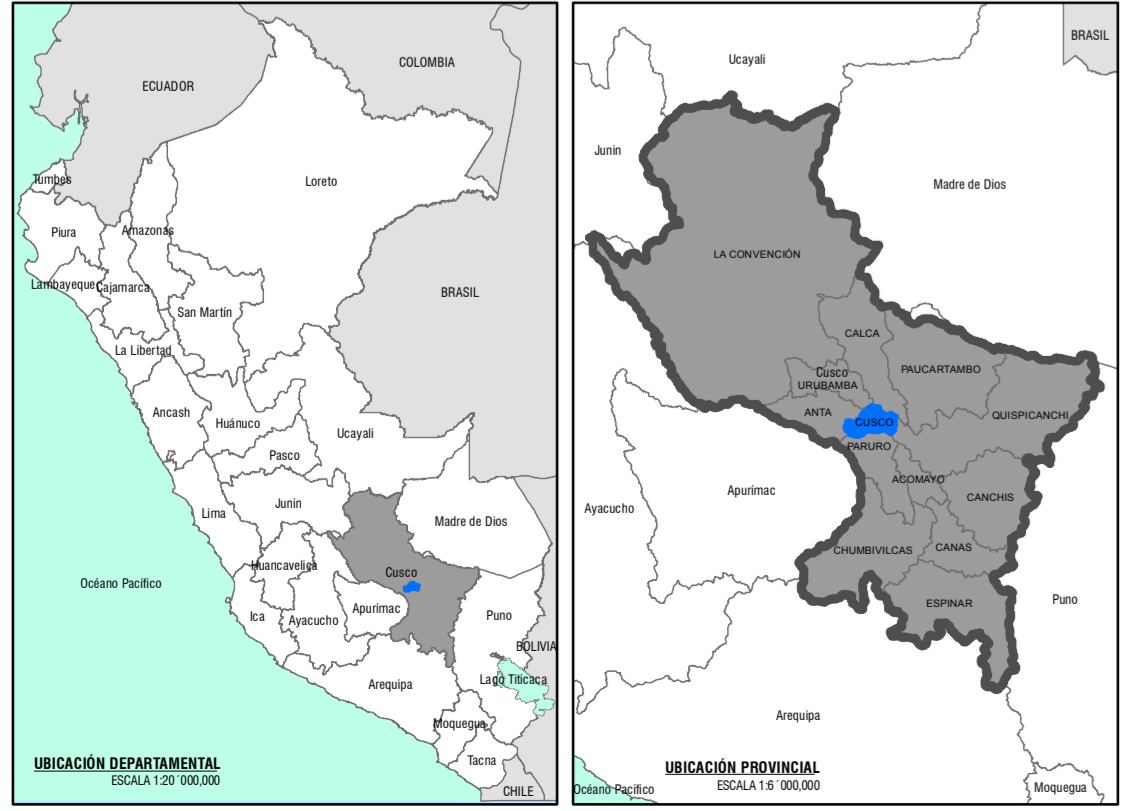 ECUADOR
COLOMBIA
Tumbes
Loreto
Piura
Amazonas
Lambayeque
Cajamarca
San Martín
BRASIL
La Libertad
Ancash
Huánuco
Ucayali
Pasco
Lima
Junin
Madre de Dios
Huancavelica
Cusco
Océano Pacífico
Ica
Ayacucho
Apurímac
Puno
BOLIVIA
Lago Titicaca
Arequipa
Moquegua
Tacna
CHILE
UBICACIÓN DEPARTAMENTAL
ESCALA 1:20´000,000
BRASIL
Ucayali
Junin
Madre de Dios
LA CONVENCIÓN
CALCA
PAUCARTAMBO
Cusco
URUBAMBA
ANTA
CUSCO
QUISPICANCHI
PARURO
ACOMAYO
CANCHIS
Apurímac
Ayacucho
CHUMBIVILCAS
CANAS
ESPINAR
Puno
Arequipa
UBICACIÓN PROVINCIAL
ESCALA 1:6´000,000
Océano Pacífico
Moquegua